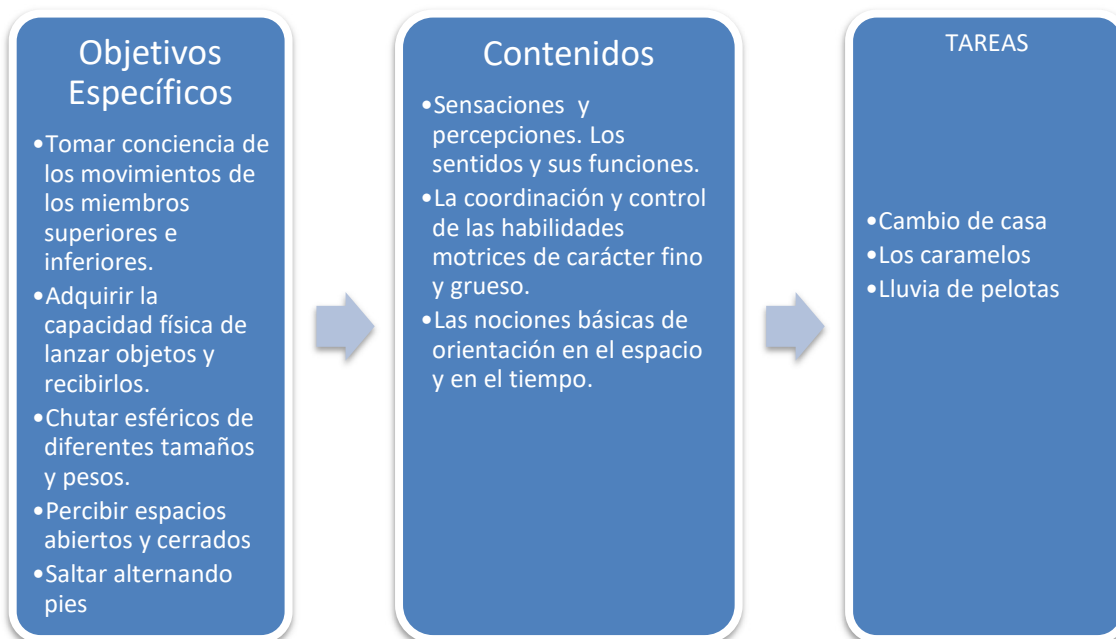 Objetivos
Específicos
•Tomar conciencia de
los movimientos de
los miembros
superiores e
inferiores.
•Adquirir la
capacidad física de
lanzar objetos y
recibirlos.
•Chutar esféricos de
diferentes tamaños
y pesos.
•Percibir espacios
abiertos y cerrados
•Saltar alternando
pies
Contenidos
•Sensaciones y
percepciones. Los
sentidos y sus funciones.
•La coordinación y control
de las habilidades
motrices de carácter fino
y grueso.
•Las nociones básicas de
orientación en el espacio
y en el tiempo.
TAREAS
•Cambio de casa
•Los caramelos
•Lluvia de pelotas